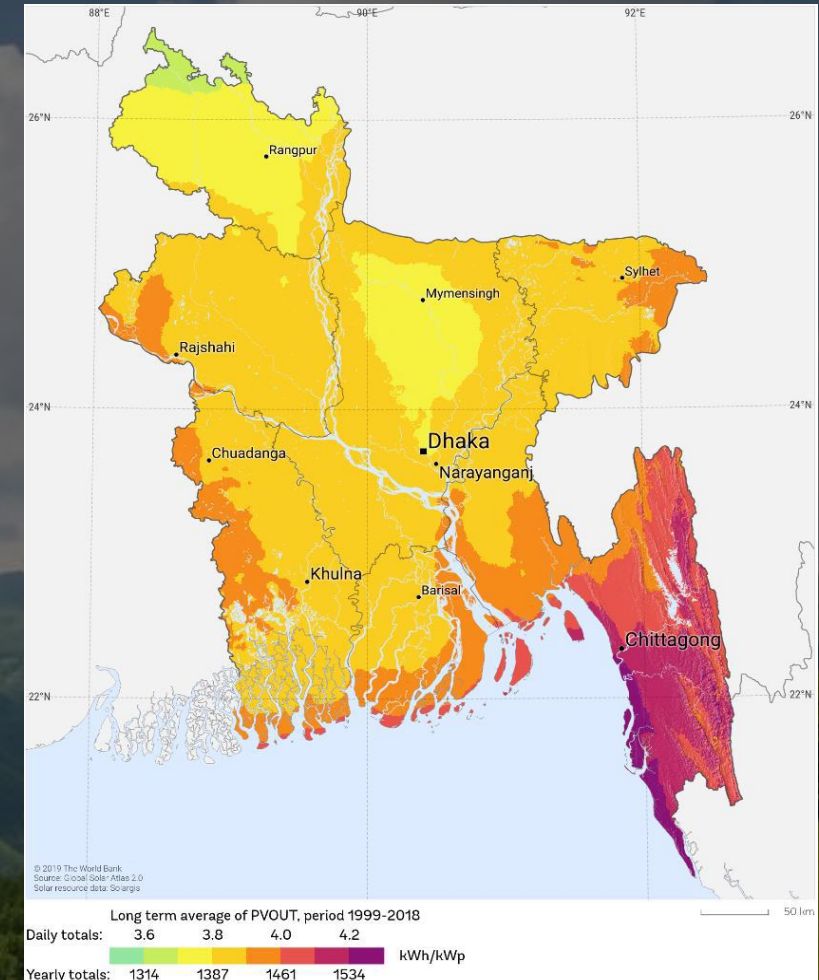 88°E 90°E 92°E
26°N 26°N
Rangpur
Sylhet
Mymensingh
Rajshahi
24°N 24°N
Dhaka
Chuadanga
Narayanganj
Khulna
Barisal
Chittagong
22°N 22°N
© 2019 The World Bank
Source: Global Solar Atlas 2.0
Solar resource data: Solargis
Long term average of PVOUT, period 1999-2018
50 km
Daily totals: 3.6 3.8 4.0 4.2
kWh/kWp
Yearly totals: 1314 1387 1461 1534